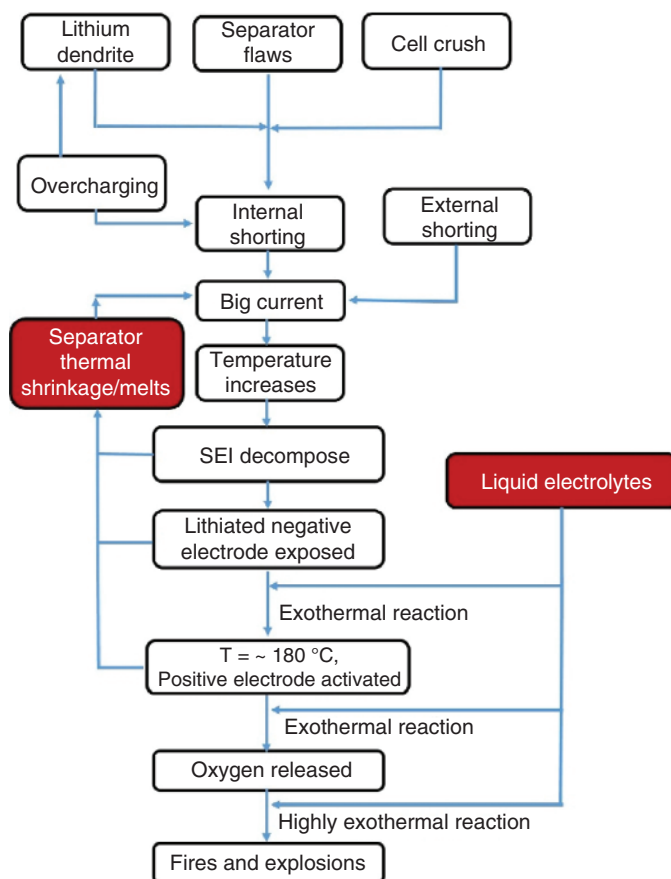 Lithium
dendrite
Separator
flaws
Cell crush
Overcharging
Internal
shorting
External
shorting
Big current
Separator
thermal
shrinkage/melts
Temperature
increases
SEI decompose
Liquid electrolytes
Lithiated negative
electrode exposed
Exothermal reaction
T = ~ 180 °C,
Positive electrode activated
Exothermal reaction
Oxygen released
Highly exothermal reaction
Fires and explosions